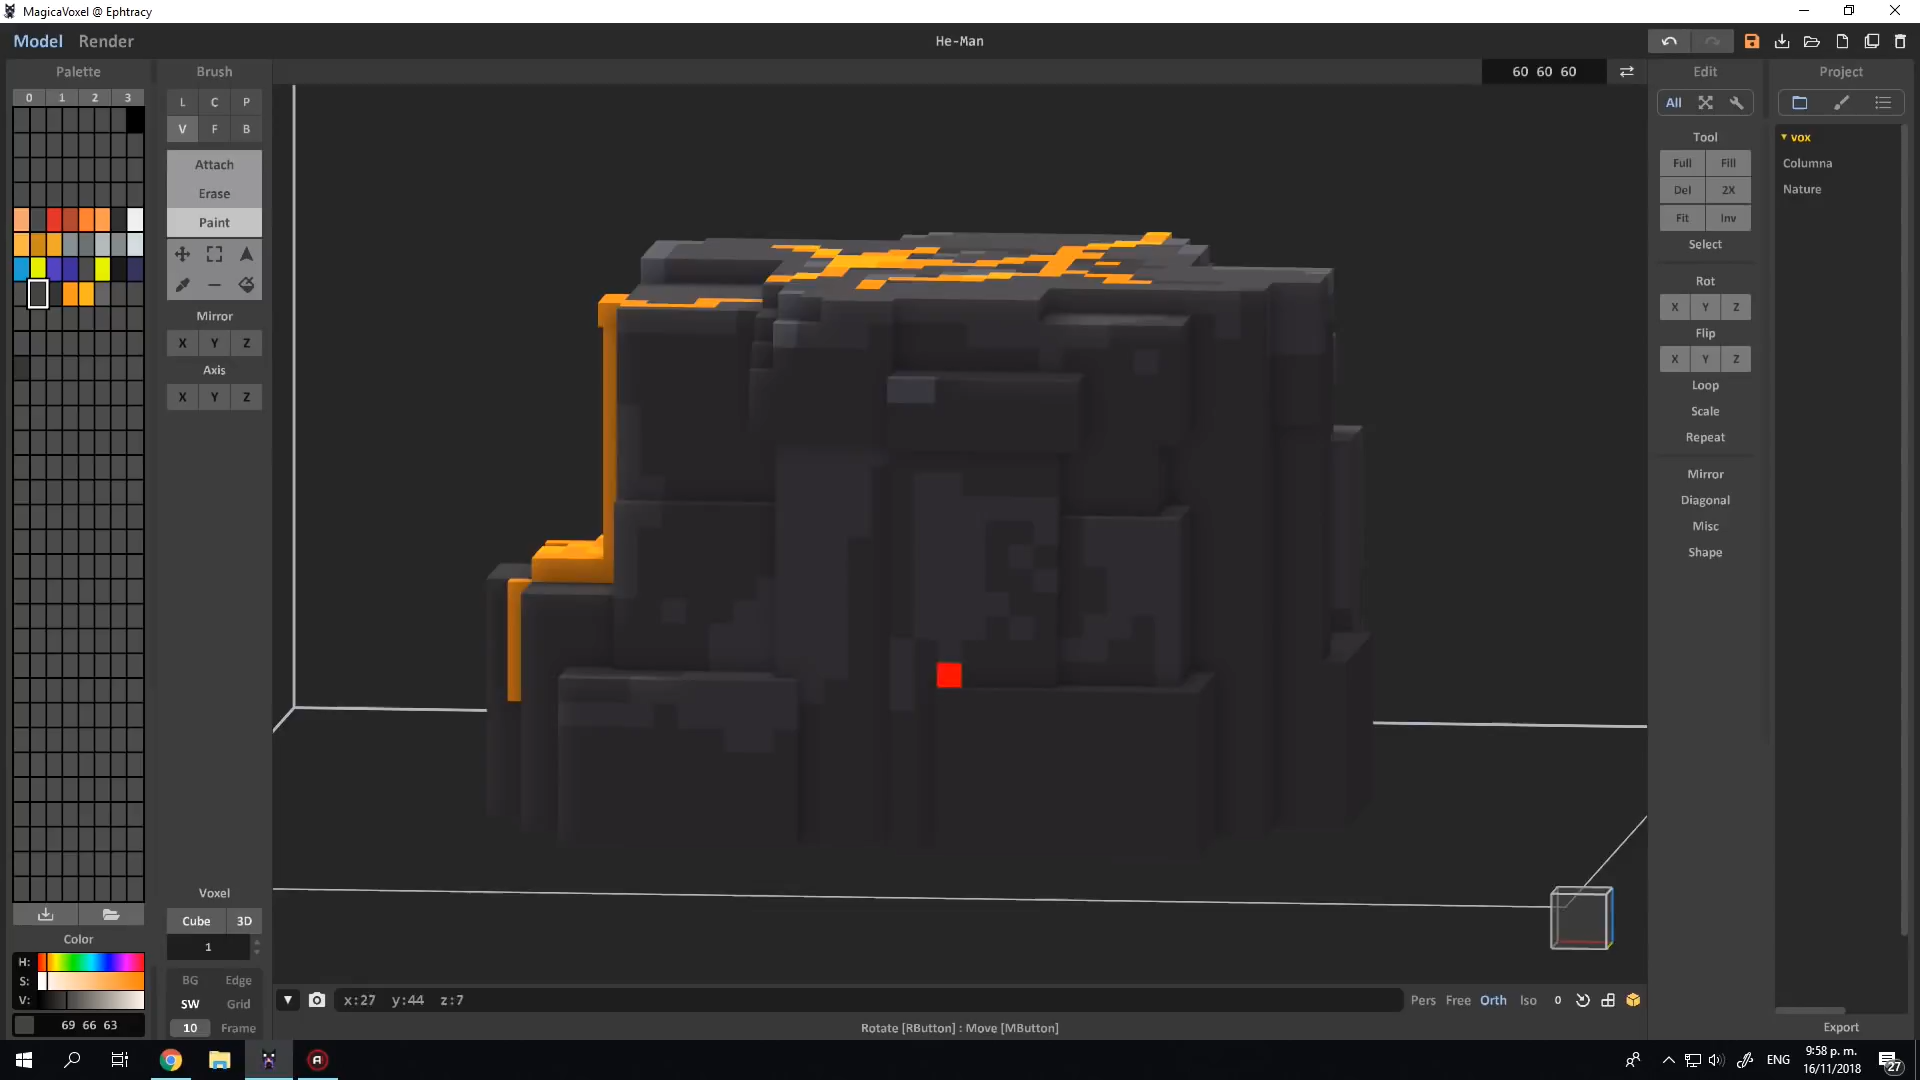 MagicaVoxel @ Ephtracy
Model Render
He-Man
Palette
0 1 2 3
Brush
L C P
V F B
Attach
Erase
Paint
Mirror
X Y Z
Axis
X Y Z
Voxel
Cube 3D
1
BG Edge
SW Grid
10 Frame
Color
H:
S:
V:
69 66 63
60 60 60
Edit
All
Tool
Full Fill
Del 2X
Fit Inv
Select
Rot
X Y Z
Flip
X Y Z
Loop
Scale
Repeat
Mirror
Diagonal
Misc
Shape
Project
vox
Columna
Nature
Export
x:27 y:44 z:7
Pers Free Orth Iso 0
Rotate [RButton] : Move [MButton]
ENG
9:58 p. m.
16/11/2018
27